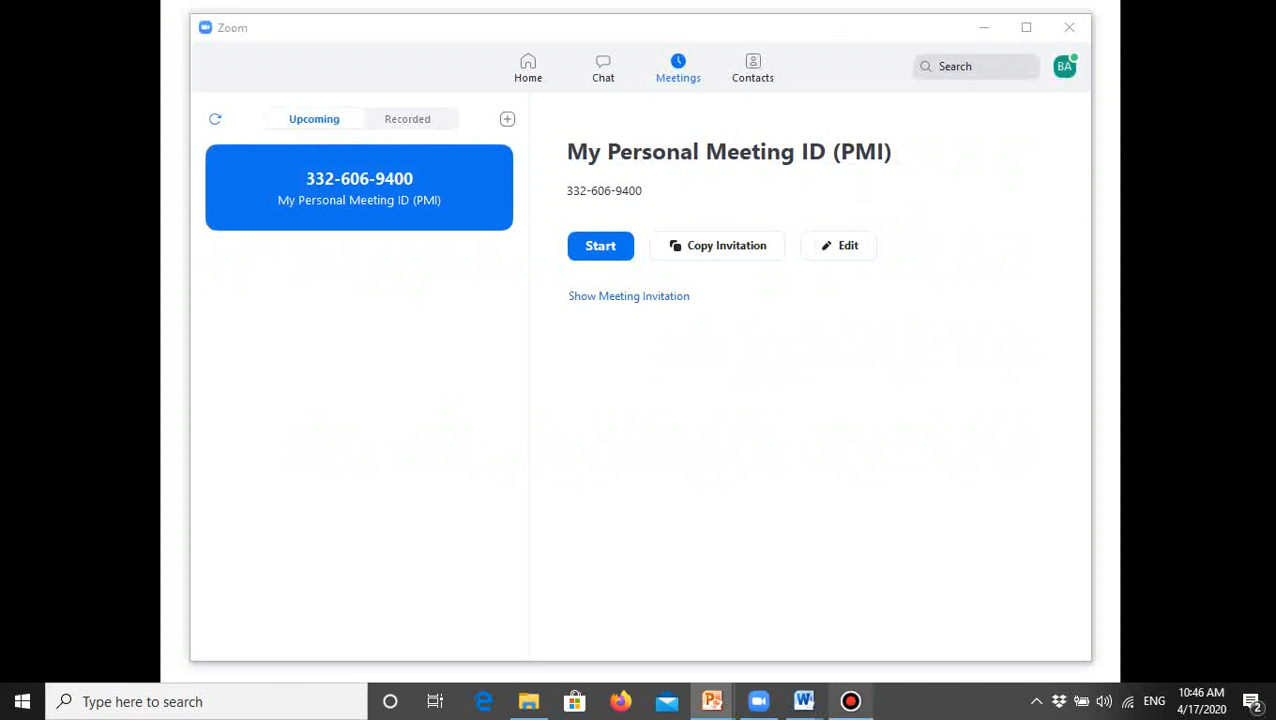 Zoom
Home Chat Meetings Contacts
Search
BA
Upcoming Recorded
332-606-9400
My Personal Meeting ID (PMI)
My Personal Meeting ID (PMI)
332-606-9400
Start Copy Invitation Edit
Show Meeting Invitation
Type here to search
ENG
10:46 AM
4/17/2020
2